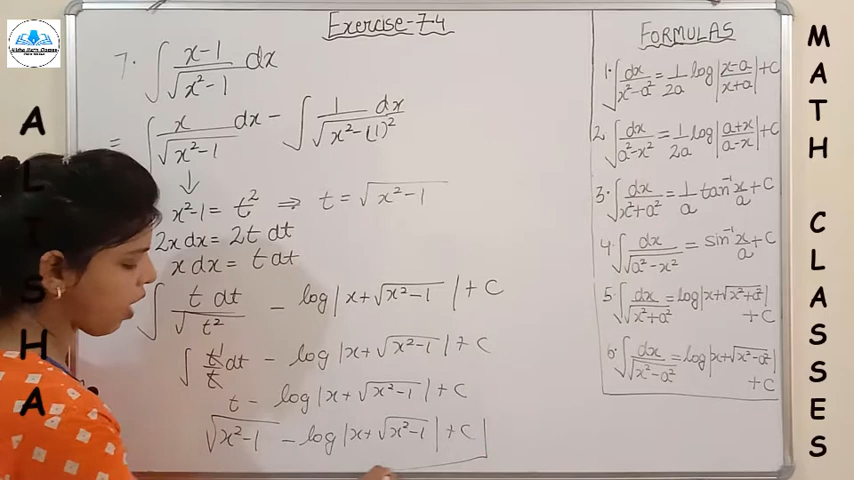 Exercise-7.4
7. ∫ x-1/√x²-1 dx
= ∫ x/√x²-1 dx - ∫ 1/√x²-(1)² dx
↓
x²-1 = t² ⇒ t = √x²-1
2x dx = 2t dt
x dx = t dt
∫ t dt/√t² - log|x+√x²-1| + C
∫ t/t dt - log|x+√x²-1| + C
t - log|x+√x²-1| + C
√x²-1 - log|x+√x²-1| + C
FORMULAS
1. ∫ dx/x²-a² = 1/2a log|x-a/x+a| + C
2. ∫ dx/a²-x² = 1/2a log|a+x/a-x| + C
3. ∫ dx/x²+a² = 1/a tan⁻¹ x/a + C
4. ∫ dx/√a²-x² = sin⁻¹ x/a + C
5. ∫ dx/√x²+a² = log|x+√x²+a²|
+ C
6. ∫ dx/√x²-a² = log|x+√x²-a²|
+ C
ALISHA
MATH CLASSES